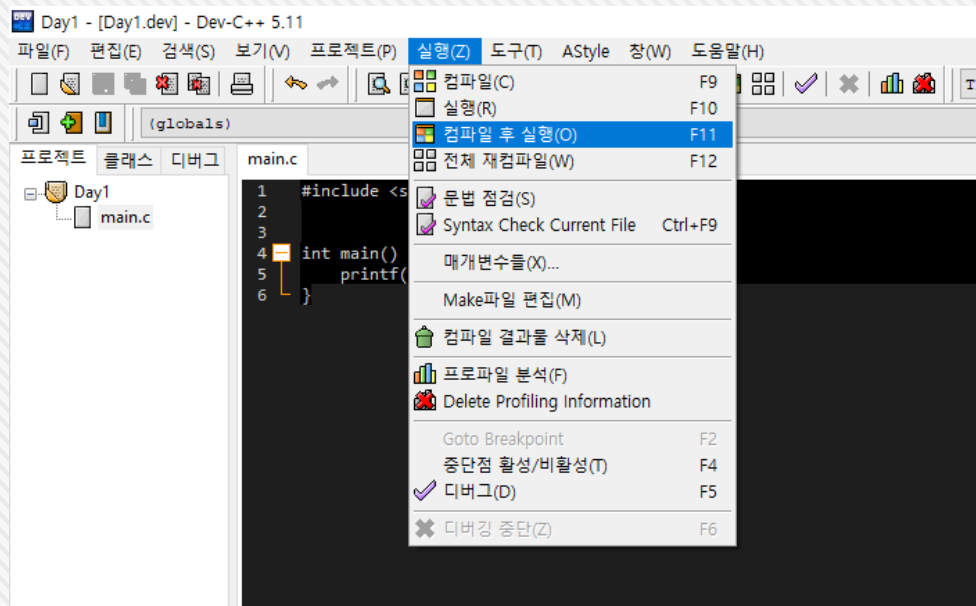 Day1 - [Day1.dev] - Dev-C++ 5.11
파일(F) 편집(E) 검색(S) 보기(V) 프로젝트(P) 실행(Z) 도구(T) AStyle 창(W) 도움말(H)
(globals)
프로젝트 클래스 디버그
Day1
main.c
main.c
1 #include <s
2
3
4 int main()
5 printf(
6 }
컴파일(C) F9
실행(R) F10
컴파일 후 실행(O) F11
전체 재컴파일(W) F12
문법 점검(S)
Syntax Check Current File Ctrl+F9
매개변수들(X)...
Make파일 편집(M)
컴파일 결과물 삭제(L)
프로파일 분석(F)
Delete Profiling Information
Goto Breakpoint F2
중단점 활성/비활성(T) F4
디버그(D) F5
디버깅 중단(Z) F6